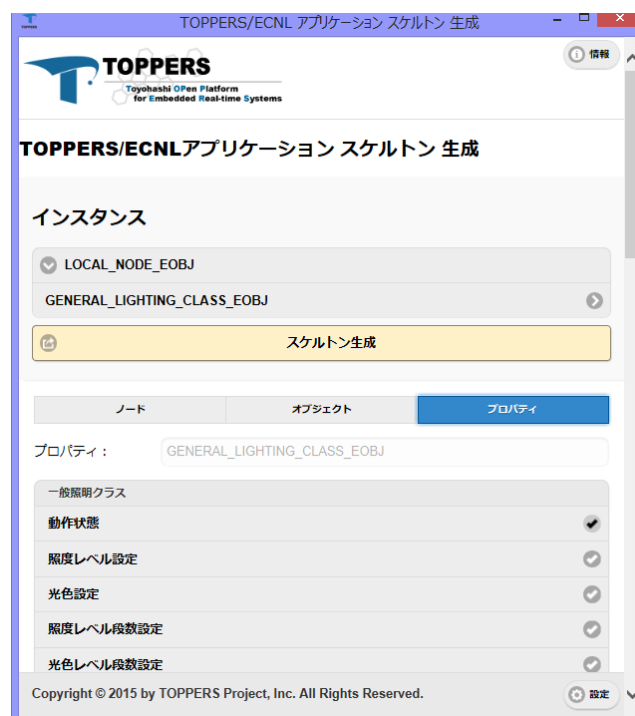 TOPPERS/ECNL アプリケーション スケルトン 生成
TOPPERS
Toyohashi OPen Platform
for Embedded Real-time Systems
情報
TOPPERS/ECNLアプリケーション スケルトン 生成
インスタンス
LOCAL_NODE_EOBJ
GENERAL_LIGHTING_CLASS_EOBJ
スケルトン生成
ノード
オブジェクト
プロパティ
プロパティ：
GENERAL_LIGHTING_CLASS_EOBJ
一般照明クラス
動作状態
照度レベル設定
光色設定
照度レベル段数設定
光色レベル段数設定
Copyright © 2015 by TOPPERS Project, Inc. All Rights Reserved.
設定